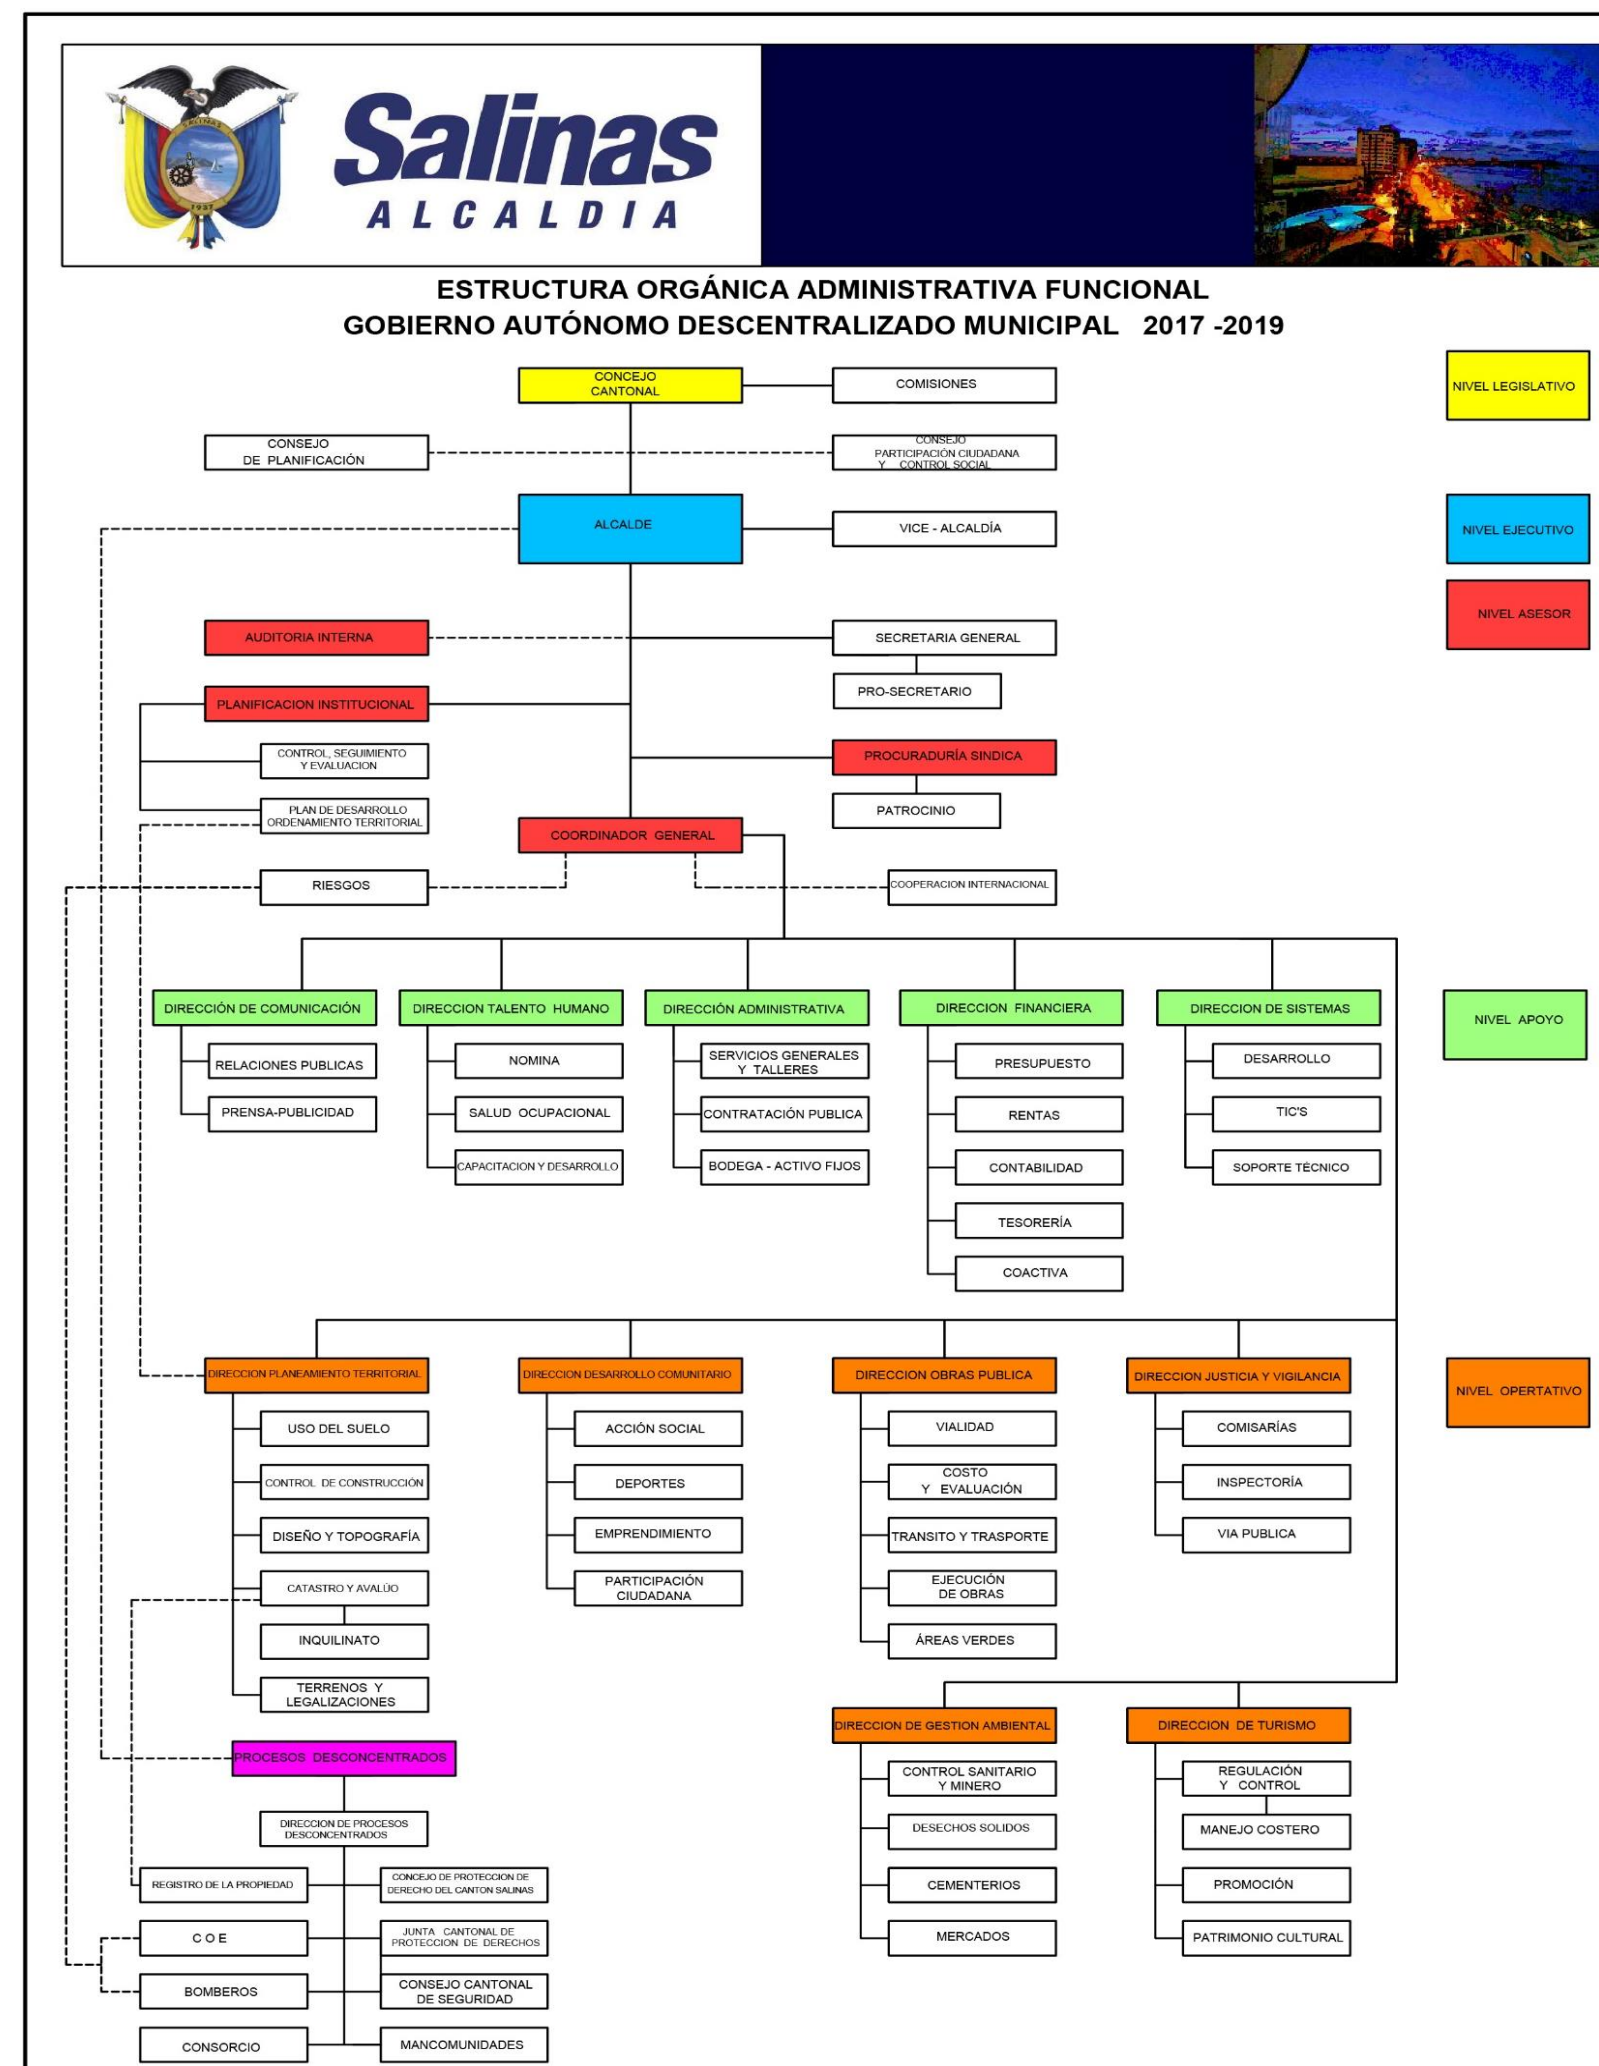 SALINAS
1937
Salinas
ALCALDIA
ESTRUCTURA ORGÁNICA ADMINISTRATIVA FUNCIONAL
GOBIERNO AUTÓNOMO DESCENTRALIZADO MUNICIPAL 2017 -2019
CONCEJO
CANTONAL
COMISIONES
NIVEL LEGISLATIVO
CONSEJO
DE PLANIFICACIÓN
CONSEJO
PARTICIPACIÓN CIUDADANA
Y CONTROL SOCIAL
ALCALDE
VICE - ALCALDÍA
NIVEL EJECUTIVO
NIVEL ASESOR
AUDITORIA INTERNA
SECRETARIA GENERAL
PRO-SECRETARIO
PLANIFICACION INSTITUCIONAL
CONTROL, SEGUIMIENTO
Y EVALUACION
PROCURADURÍA SINDICA
PLAN DE DESARROLLO
ORDENAMIENTO TERRITORIAL
PATROCINIO
COORDINADOR GENERAL
RIESGOS
COOPERACION INTERNACIONAL
DIRECCIÓN DE COMUNICACIÓN
RELACIONES PUBLICAS
PRENSA-PUBLICIDAD
DIRECCION TALENTO HUMANO
NOMINA
SALUD OCUPACIONAL
CAPACITACION Y DESARROLLO
DIRECCIÓN ADMINISTRATIVA
SERVICIOS GENERALES
Y TALLERES
CONTRATACIÓN PUBLICA
BODEGA - ACTIVO FIJOS
DIRECCION FINANCIERA
PRESUPUESTO
RENTAS
CONTABILIDAD
TESORERÍA
COACTIVA
DIRECCION DE SISTEMAS
DESARROLLO
TIC'S
SOPORTE TÉCNICO
NIVEL APOYO
DIRECCION PLANEAMIENTO TERRITORIAL
USO DEL SUELO
CONTROL DE CONSTRUCCIÓN
DISEÑO Y TOPOGRAFÍA
CATASTRO Y AVALÚO
INQUILINATO
TERRENOS Y
LEGALIZACIONES
DIRECCION DESARROLLO COMUNITARIO
ACCIÓN SOCIAL
DEPORTES
EMPRENDIMIENTO
PARTICIPACIÓN
CIUDADANA
DIRECCION OBRAS PUBLICA
VIALIDAD
COSTO
Y EVALUACIÓN
TRANSITO Y TRASPORTE
EJECUCIÓN
DE OBRAS
ÁREAS VERDES
DIRECCION JUSTICIA Y VIGILANCIA
COMISARÍAS
INSPECTORÍA
VIA PUBLICA
NIVEL OPERTATIVO
DIRECCION DE GESTION AMBIENTAL
CONTROL SANITARIO
Y MINERO
DESECHOS SOLIDOS
CEMENTERIOS
MERCADOS
DIRECCION DE TURISMO
REGULACIÓN
Y CONTROL
MANEJO COSTERO
PROMOCIÓN
PATRIMONIO CULTURAL
PROCESOS DESCONCENTRADOS
DIRECCION DE PROCESOS
DESCONCENTRADOS
REGISTRO DE LA PROPIEDAD
CONCEJO DE PROTECCION DE
DERECHO DEL CANTON SALINAS
C O E
JUNTA CANTONAL DE
PROTECCION DE DERECHOS
BOMBEROS
CONSEJO CANTONAL
DE SEGURIDAD
CONSORCIO
MANCOMUNIDADES